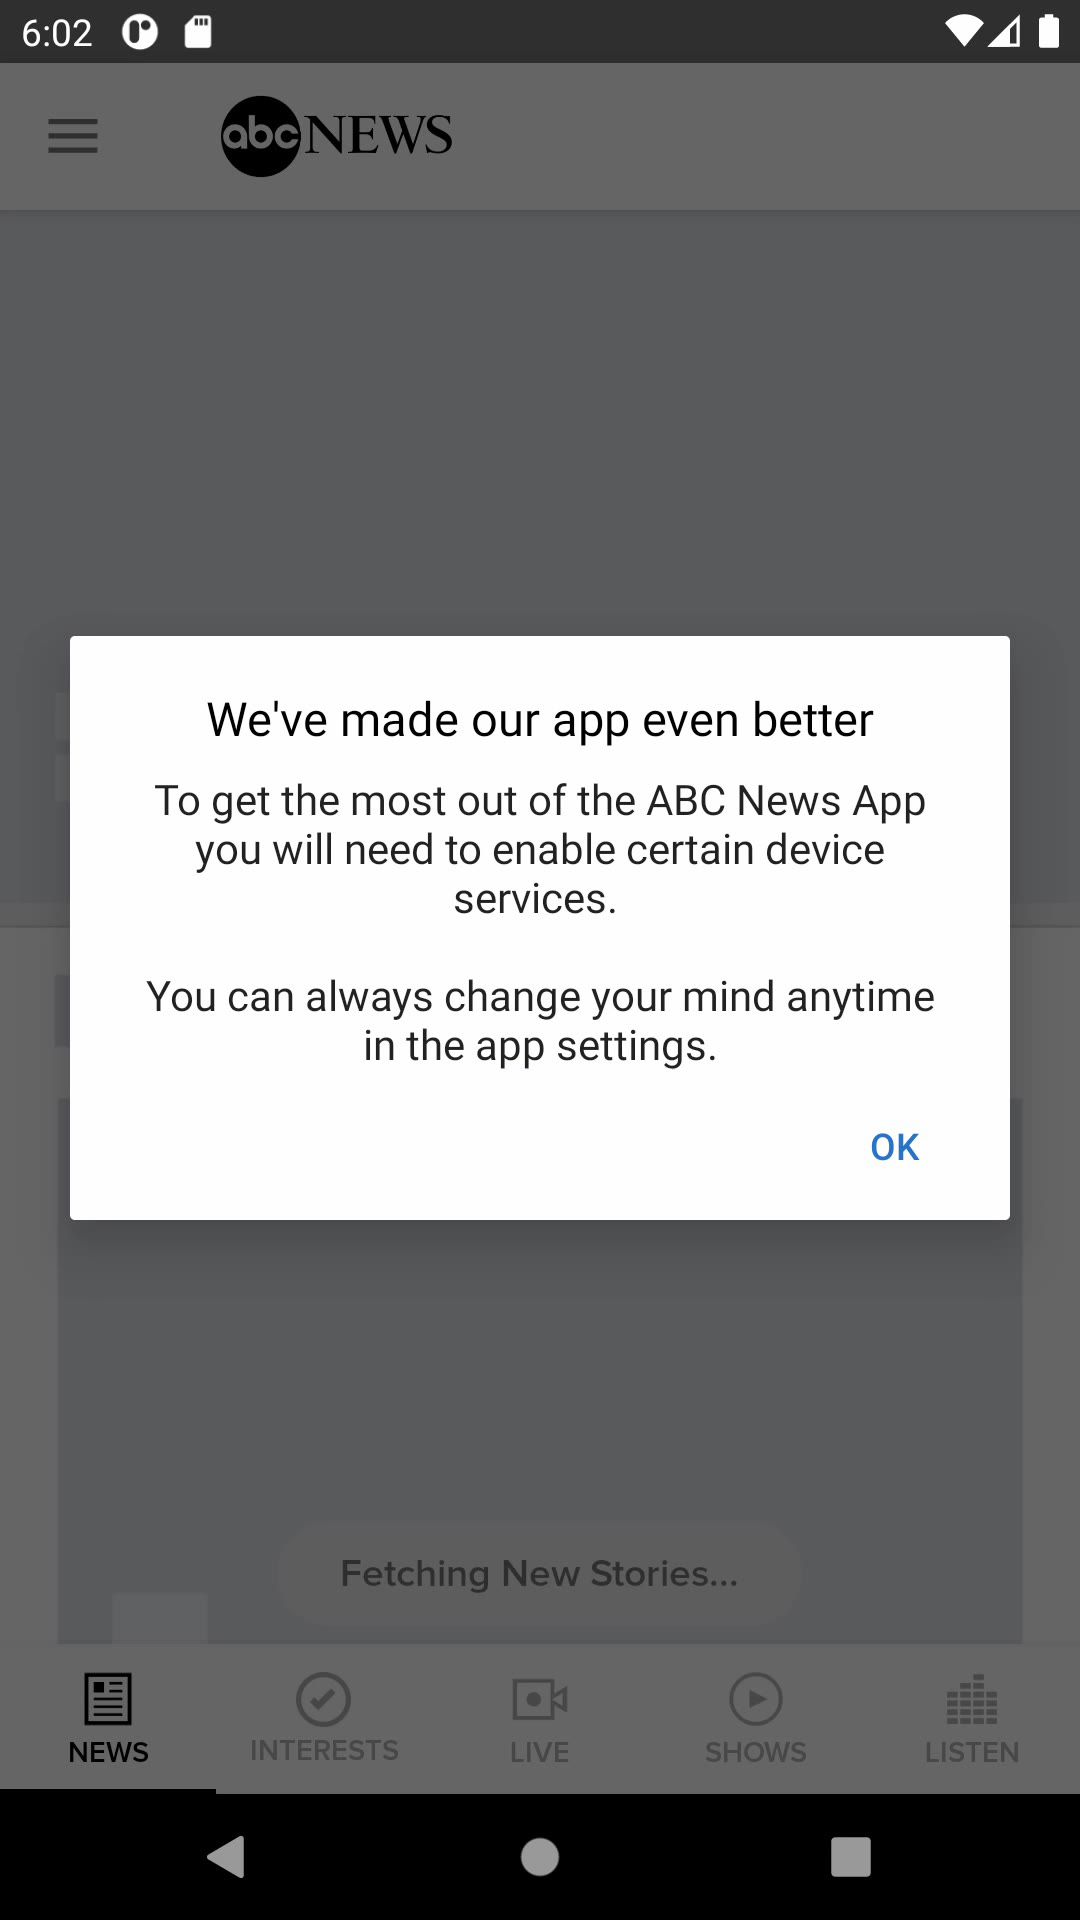 6:02
abc NEWS
We've made our app even better
To get the most out of the ABC News App
you will need to enable certain device
services.
You can always change your mind anytime
in the app settings.
OK
Fetching New Stories...
NEWS
INTERESTS
LIVE
SHOWS
LISTEN